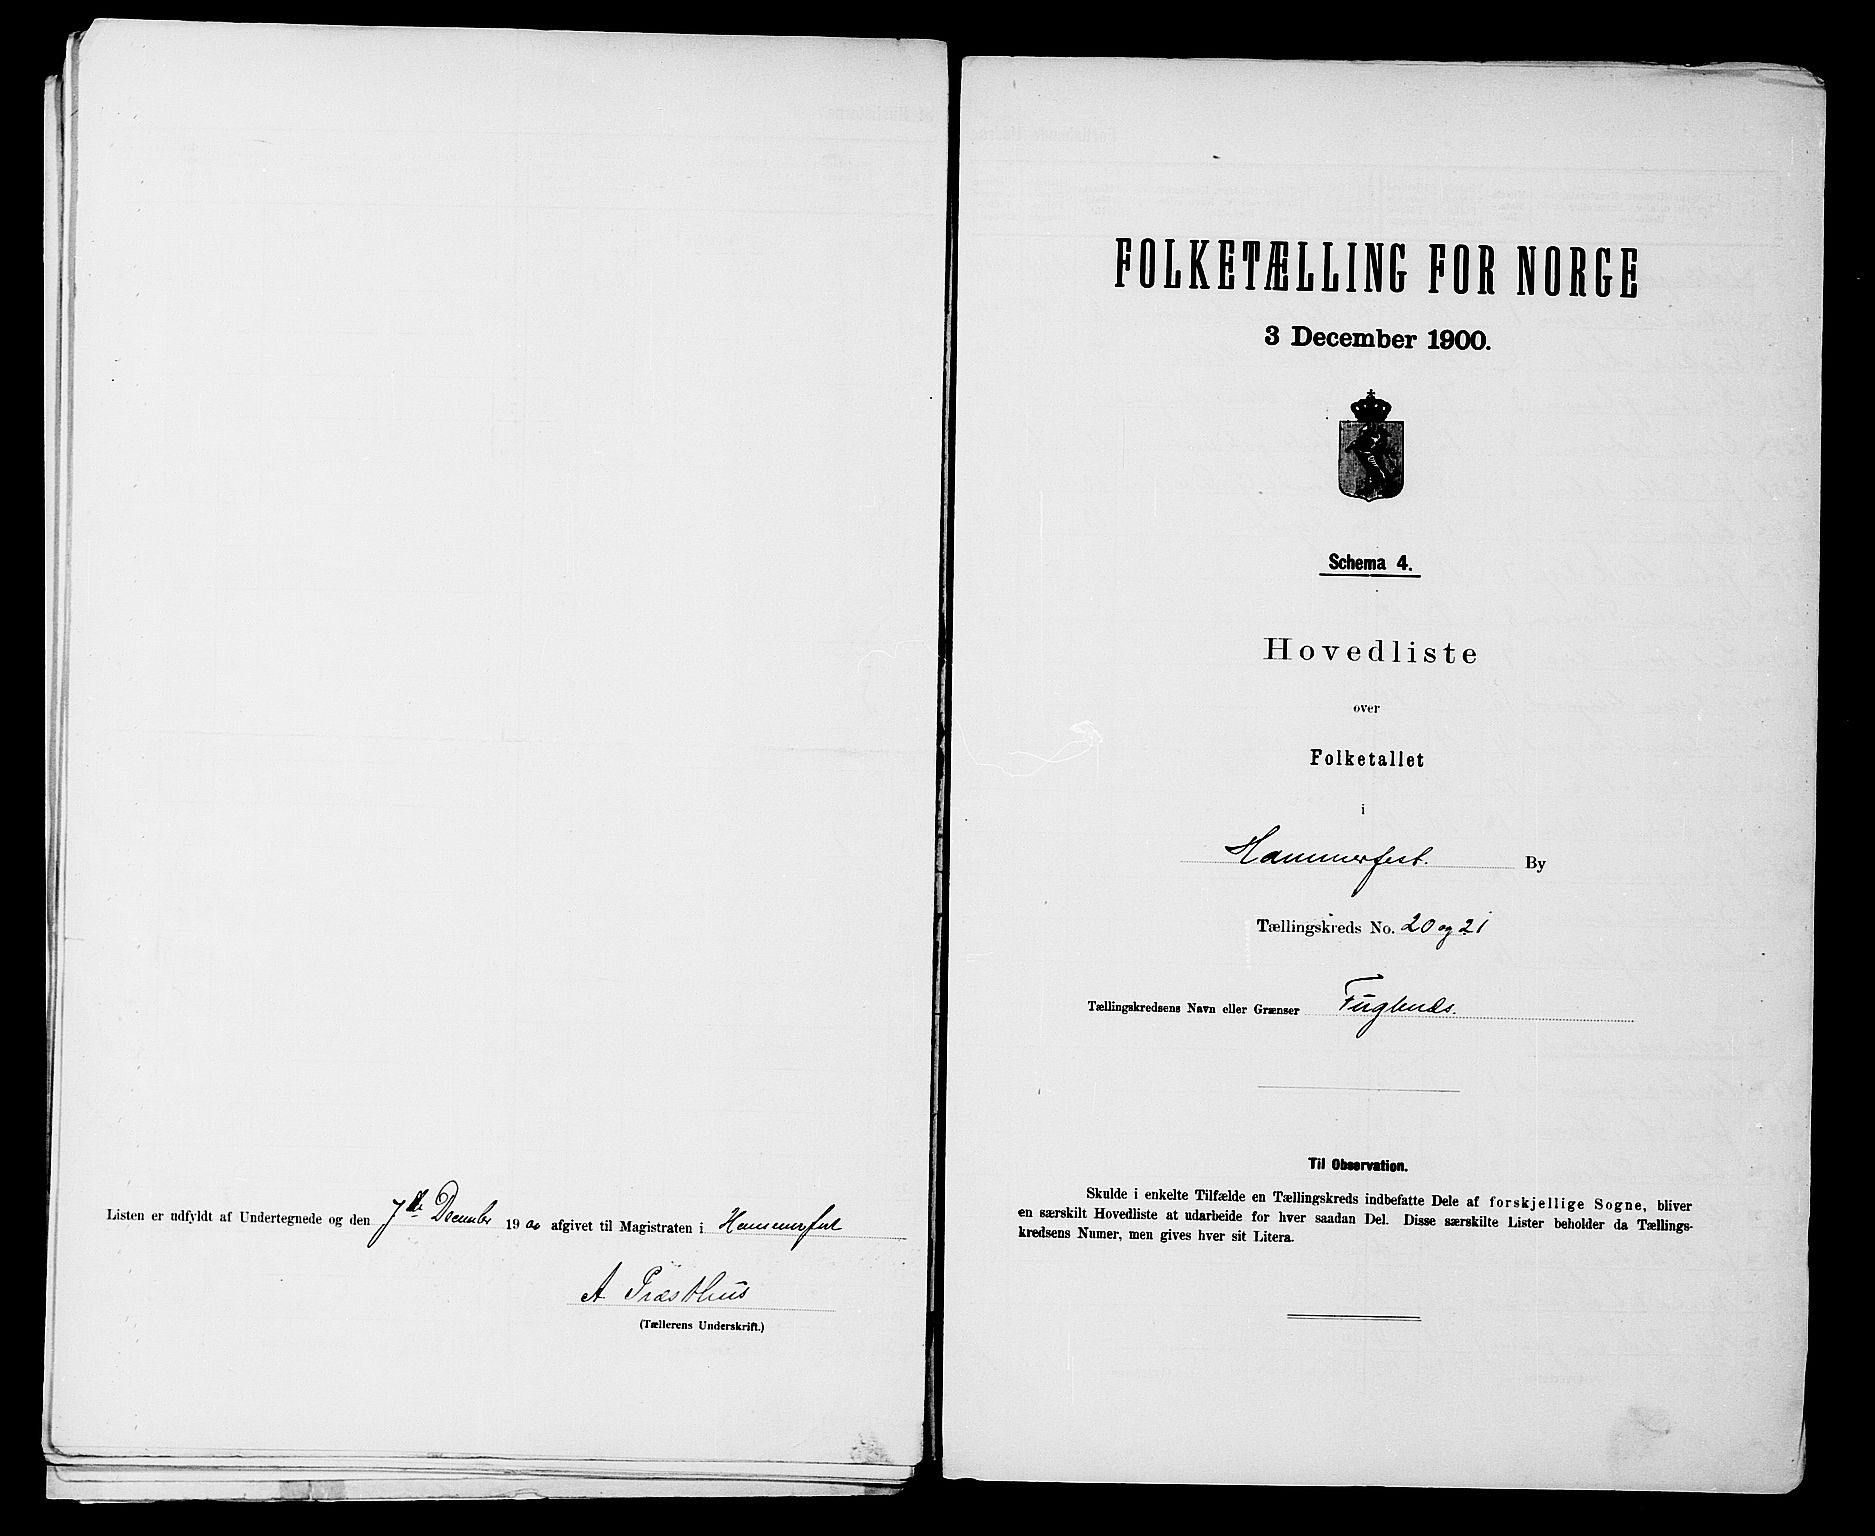 Listen er udfyldt af Undertegnede og den 7de December 1900 afgivet til Magistraten i Hammerfest
A Præsthus
(Tællerens Underskrift.)
FOLKETÆLLING FOR NORGE
3 December 1900.
Schema 4.
Hovedliste
over
Folketallet
i
Hammerfest. By
Tællingskreds No. 20 og 21
Tællingskredsens Navn eller Grænser Fuglenæs.
Til Observation.
Skulde i enkelte Tilfælde en Tællingskreds indbefatte Dele af forskjellige Sogne, bliver
en særskilt Hovedliste at udarbeide for hver saadan Del. Disse særskilte Lister beholder da Tællings-
kredsens Numer, men gives hver sit Litera.